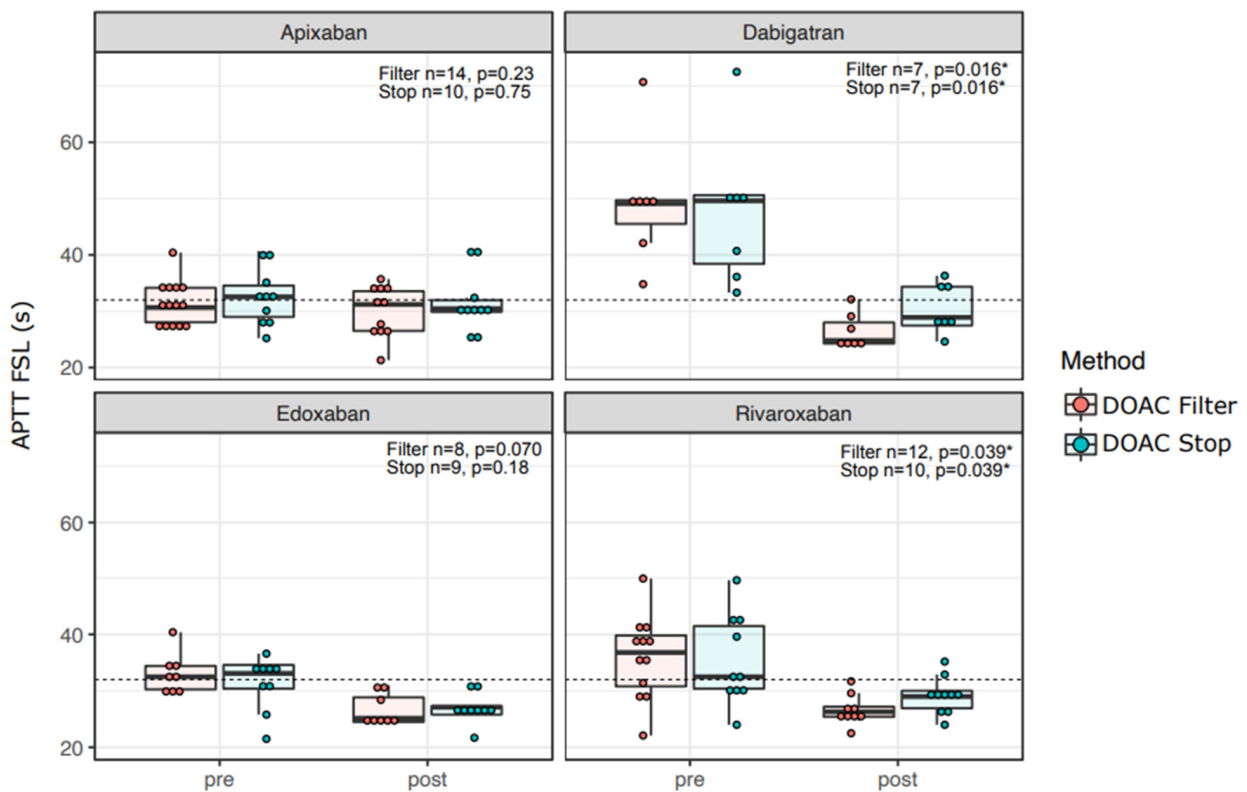 Apixaban
Dabigatran
Filter n=14, p=0.23
Stop n=10, p=0.75
Filter n=7, p=0.016*
Stop n=7, p=0.016*
60
40
20
APTT FSL (s)
Edoxaban
Rivaroxaban
Filter n=8, p=0.070
Stop n=9, p=0.18
Filter n=12, p=0.039*
Stop n=10, p=0.039*
60
40
20
pre
post
pre
post
Method
DOAC Filter
DOAC Stop